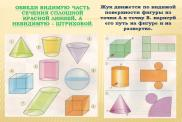 ОБВЕДИ ВИДИМУЮ ЧАСТЬ
СЕЧЕНИЯ СПЛОШНОЙ
КРАСНОЙ ЛИНИЕЙ, А
НЕВИДИМУЮ - ШТРИХОВОЙ.
Жук движется по видимой
поверхности фигуры из
точки А в точку В. нарисуй
его путь на фигуре и на
развертке.